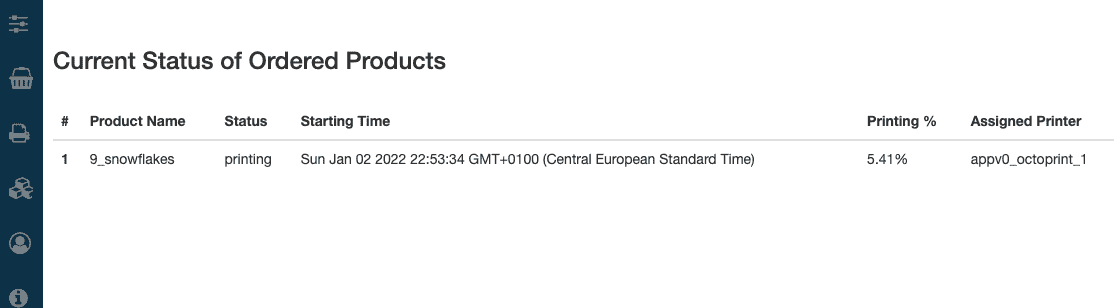 Current Status of Ordered Products
# Product Name Status Starting Time Printing % Assigned Printer
1 9_snowflakes printing Sun Jan 02 2022 22:53:34 GMT+0100 (Central European Standard Time) 5.41% appv0_octoprint_1